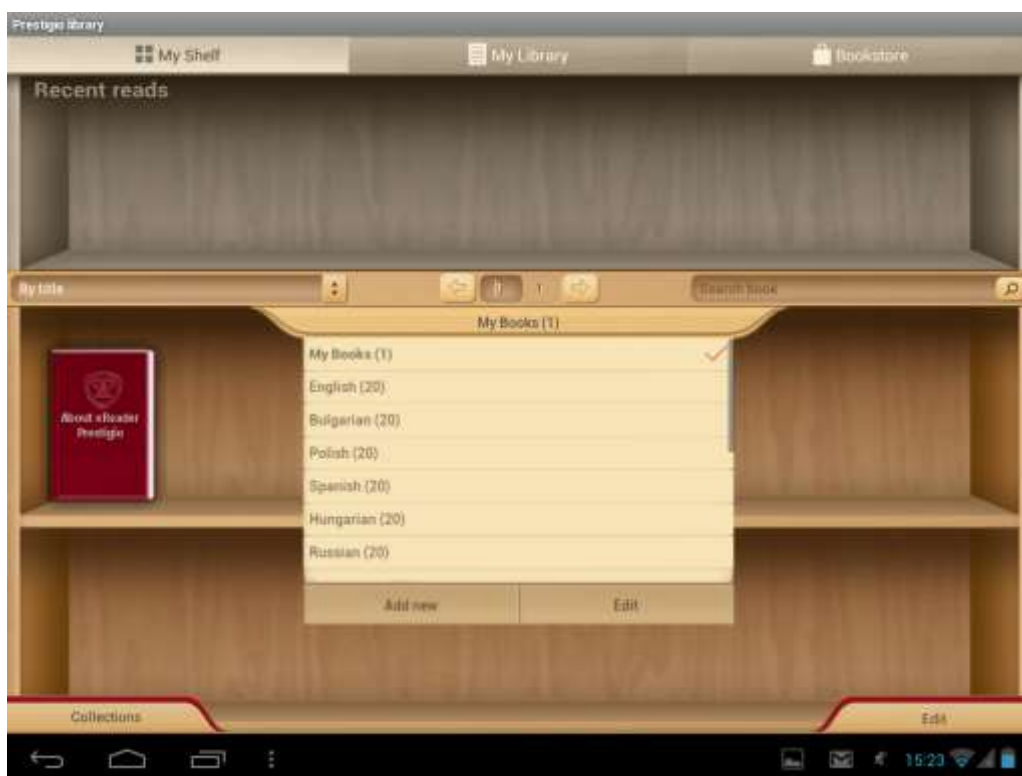 Prestigio library
My Shelf
My Library
Bookstore
Recent reads
By title
1
Search book
My Books (1)
My Books (1)
English (20)
Bulgarian (20)
Polish (20)
Spanish (20)
Hungarian (20)
Russian (20)
About eReader
Prestigio
Add new
Edit
Collections
Edit
15:23